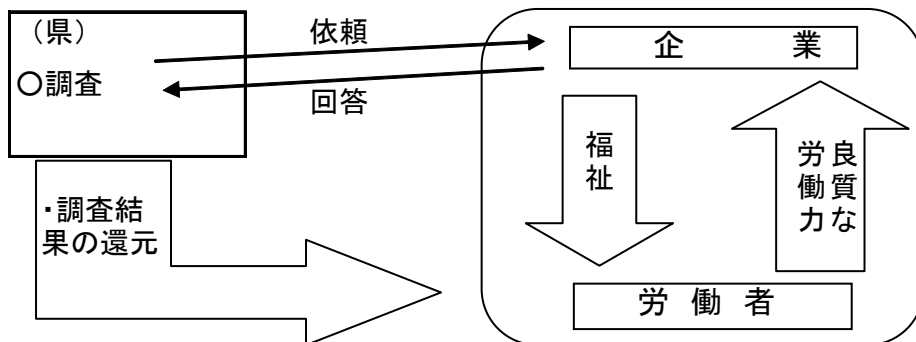 （県）
○調査
依頼
回答
・調査結
果の還元
企　　　業
福祉
良質な
労働力
労　働　者